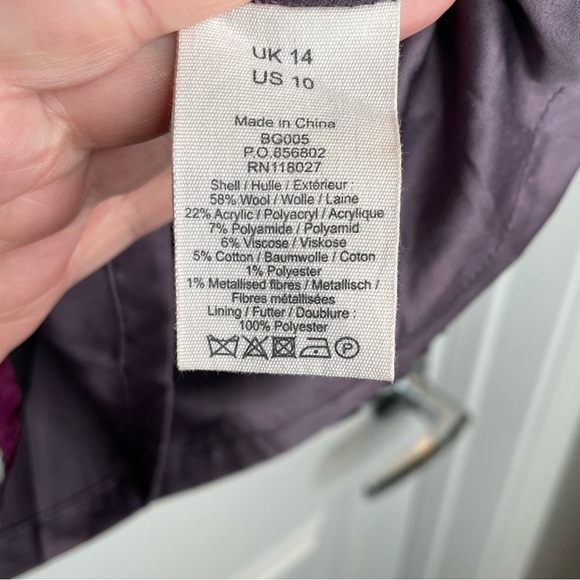 UK 14
US 10
Made in China
BG005
P.O.856802
RN118027
Shell / Hulle / Extérieur :
58% Wool / Wolle / Laine
22% Acrylic / Polyacryl / Acrylique
7% Polyamide / Polyamid
6% Viscose / Viskose
5% Cotton / Baumwolle / Coton
1% Polyester
1% Metallised fibres / Metallisch /
Fibres métallisées
Lining / Futter / Doublure :
100% Polyester
P